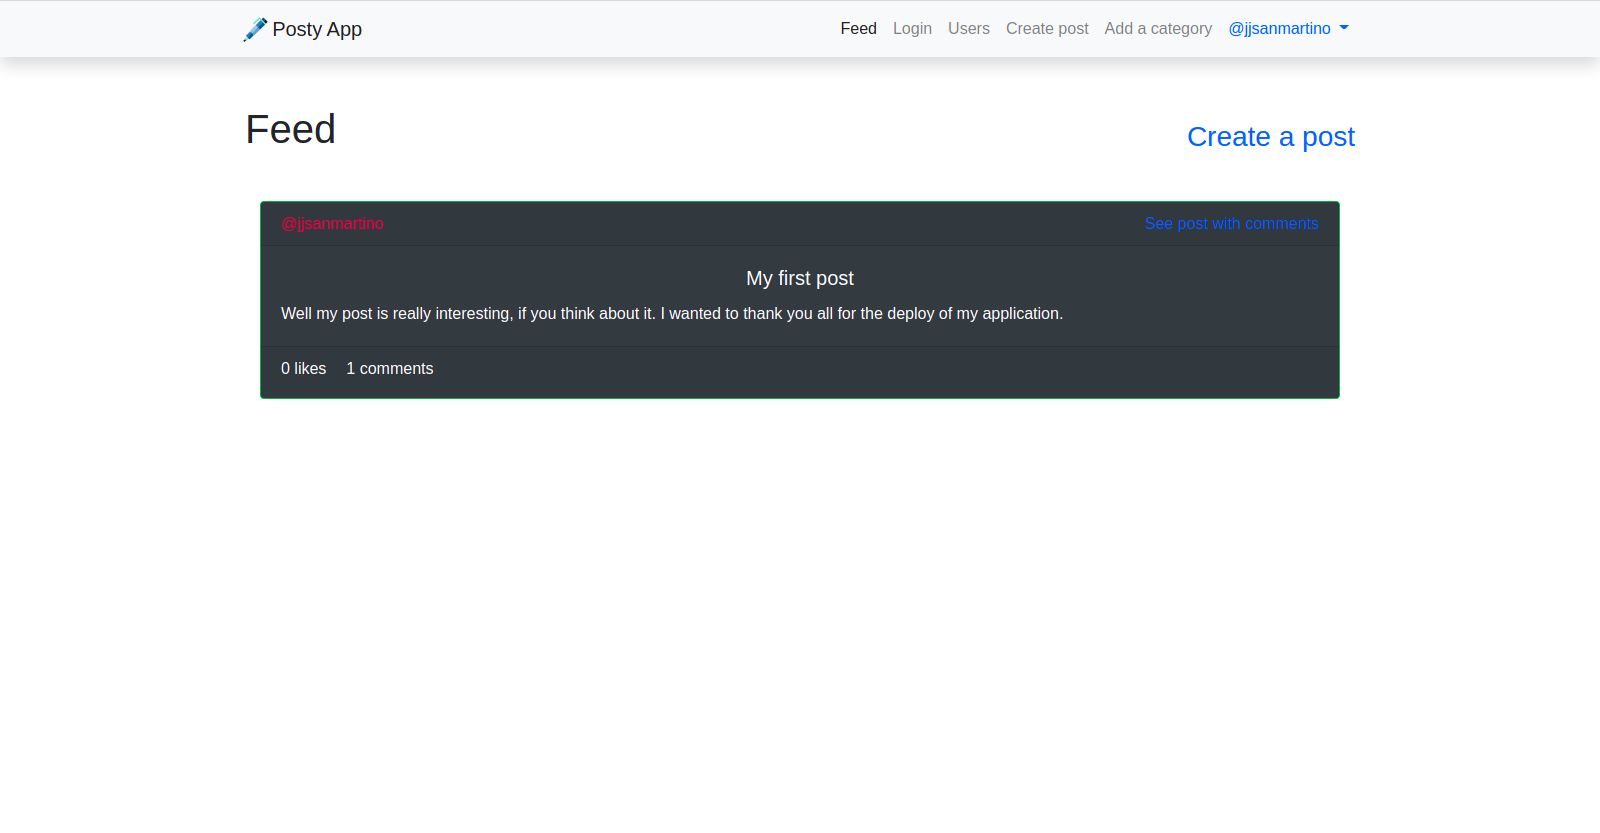 Posty App
Feed Login Users Create post Add a category @jjsanmartino
Feed
Create a post
@jjsanmartino See post with comments
My first post
Well my post is really interesting, if you think about it. I wanted to thank you all for the deploy of my application.
0 likes 1 comments